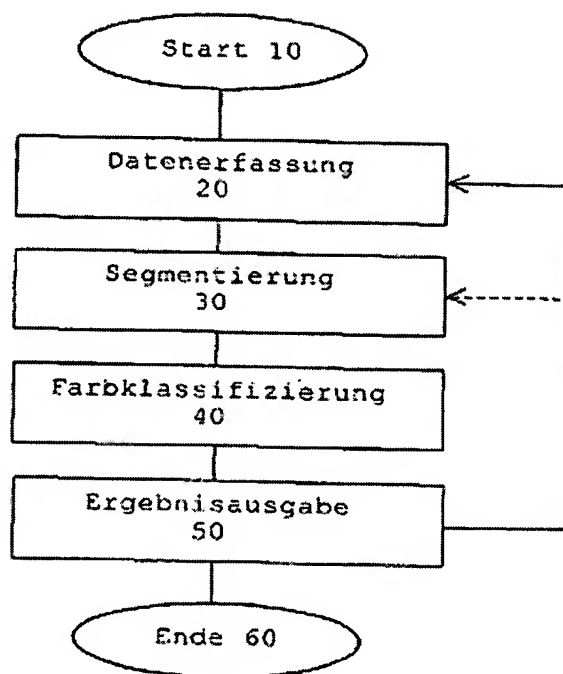 Start 10
Datenerfassung
20
Segmentierung
30
Farbklassifizierung
40
Ergebnisausgabe
50
Ende 60